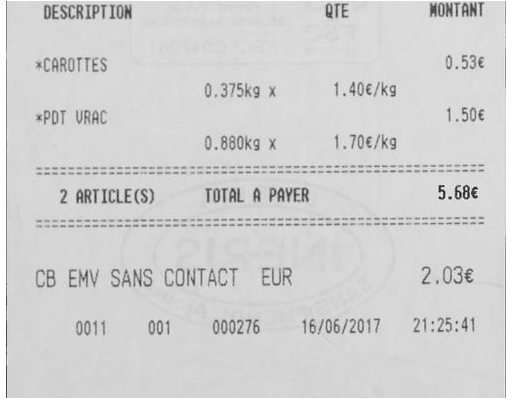 DESCRIPTION QTE MONTANT
*CAROTTES 0.53€
0.375kg x 1.40€/kg
*PDT VRAC 1.50€
0.880kg x 1.70€/kg
================================================
2 ARTICLE(S) TOTAL A PAYER 5.68€
================================================
CB EMV SANS CONTACT EUR 2.03€
0011 001 000276 16/06/2017 21:25:41